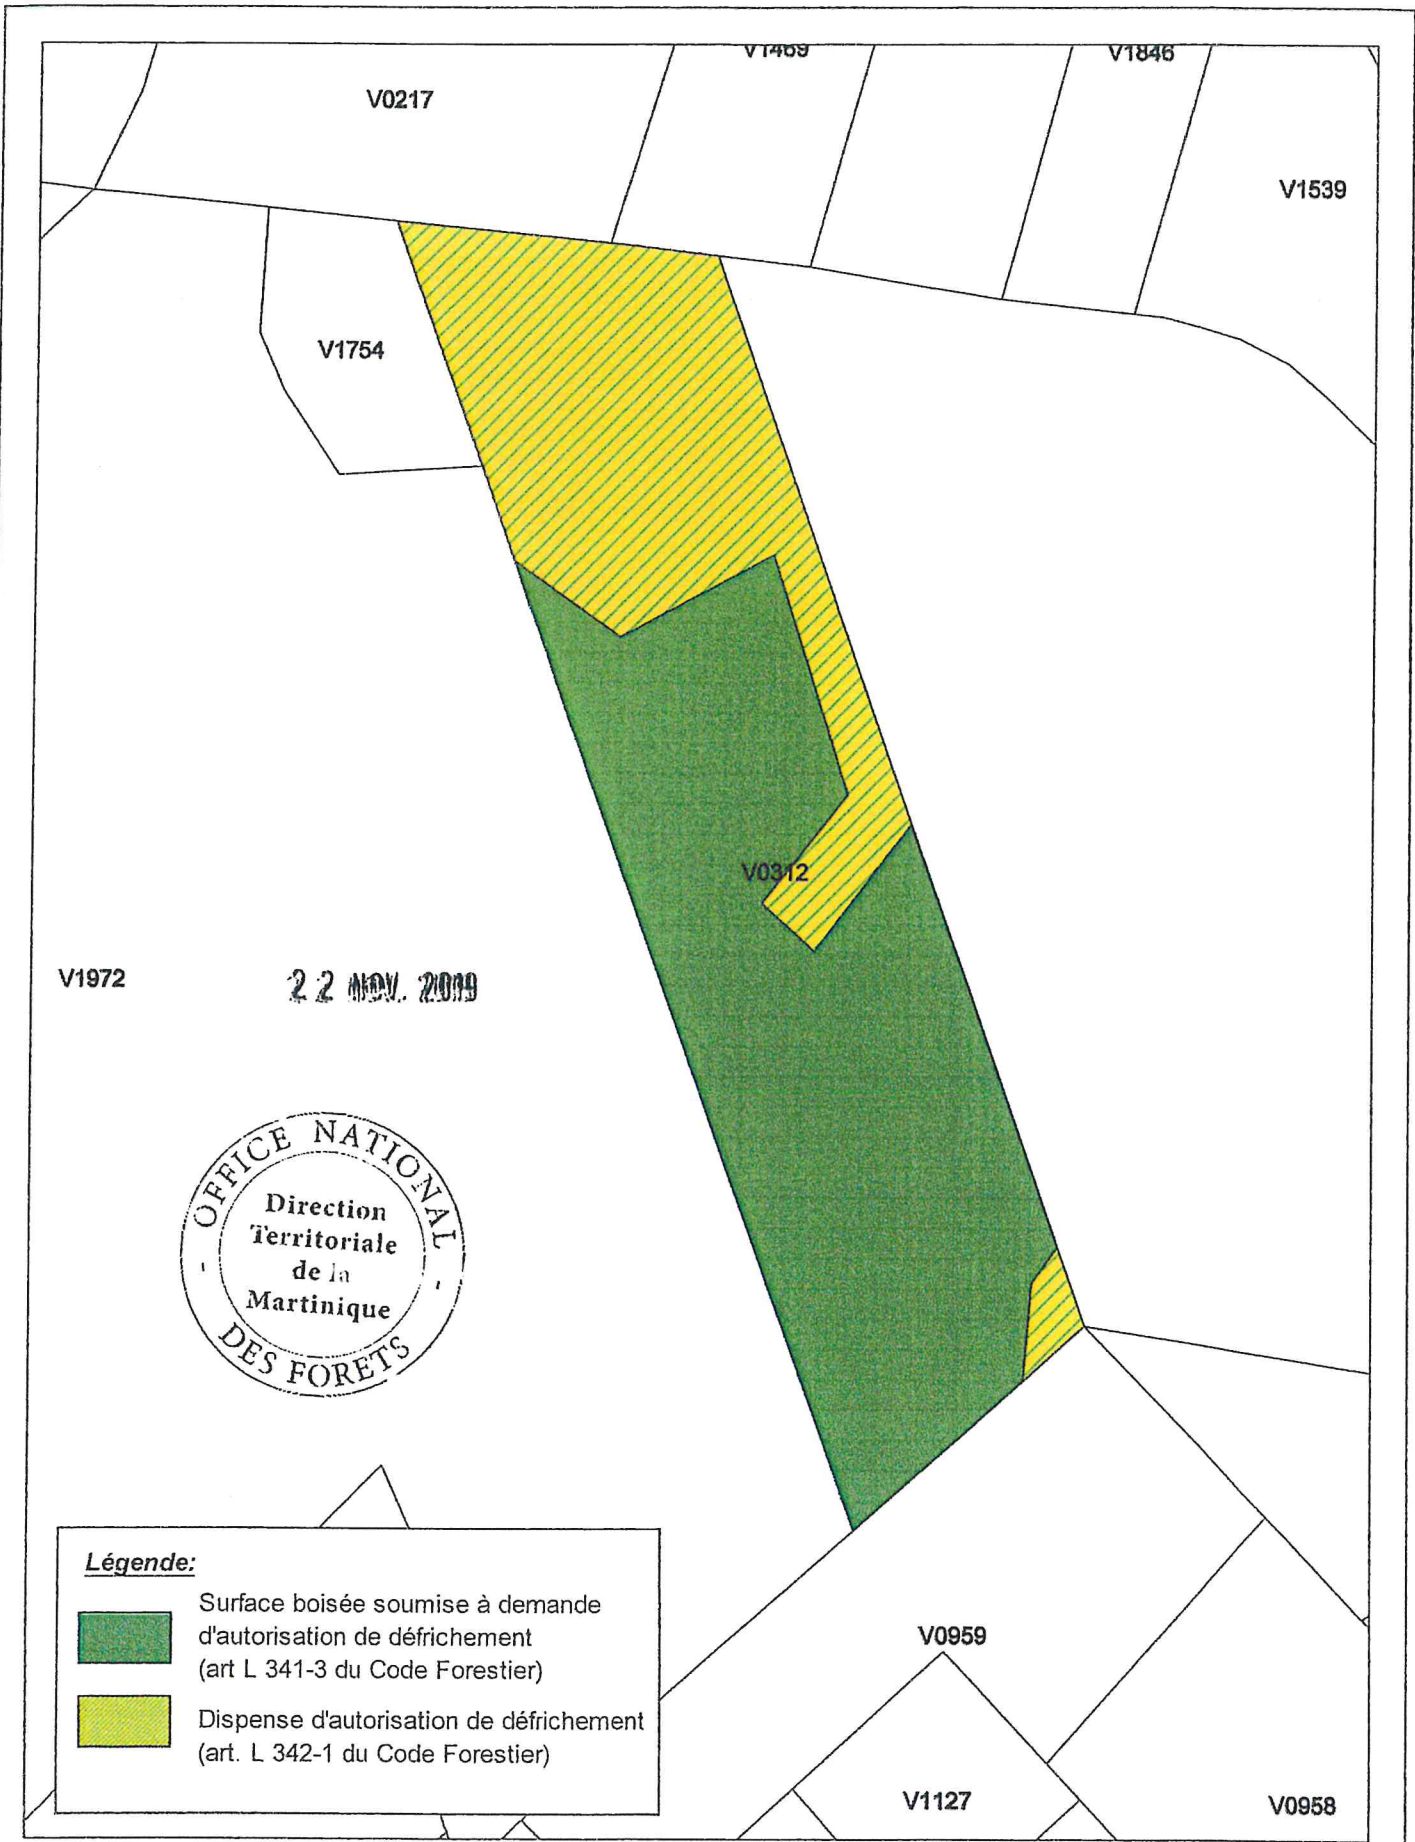 V1469
V1846
V0217
V1539
V1754
V0312
V1972
22 NOV. 2019
- OFFICE NATIONAL -
DES FORETS
Direction
Territoriale
de la
Martinique
Légende:
Surface boisée soumise à demande
d'autorisation de défrichement
(art L 341-3 du Code Forestier)
Dispense d'autorisation de défrichement
(art. L 342-1 du Code Forestier)
V0959
V1127
V0958